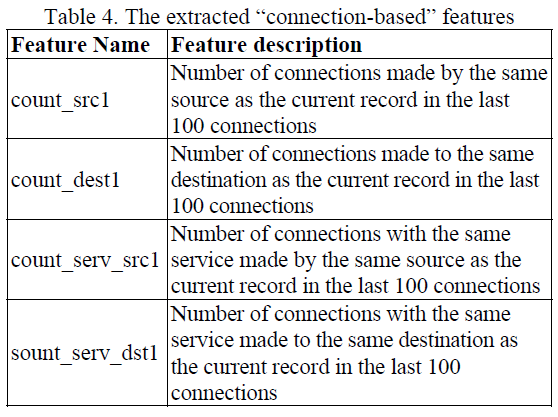 Table 4. The extracted “connection-based” features
Feature Name Feature description
Number of connections made by the same
count_src1 source as the current record in the last
100 connections
Number of connections made to the same
count_dest1 destination as the current record in the last
100 connections
Number of connections with the same
count_serv_src1 service made by the same source as the
current record in the last 100 connections
Number of connections with the same
service made to the same destination as
sount_serv_dst1 the current record in the last 100
connections